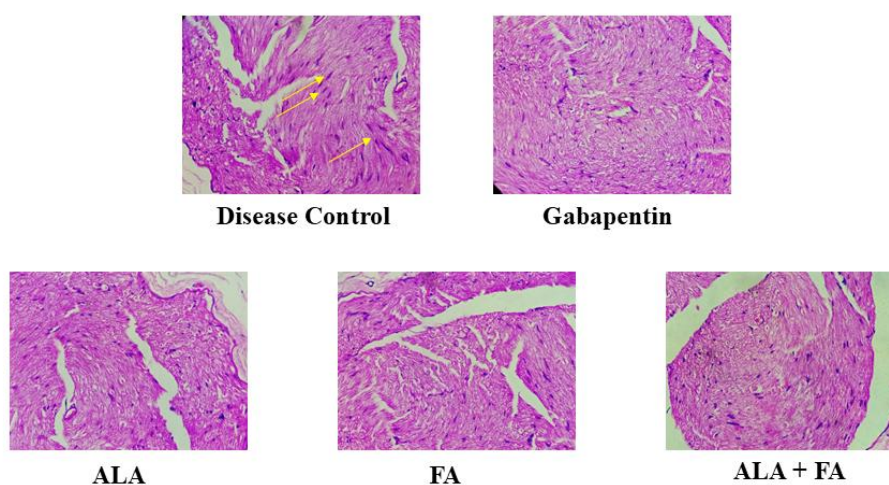 Disease Control
Gabapentin
ALA
FA
ALA + FA